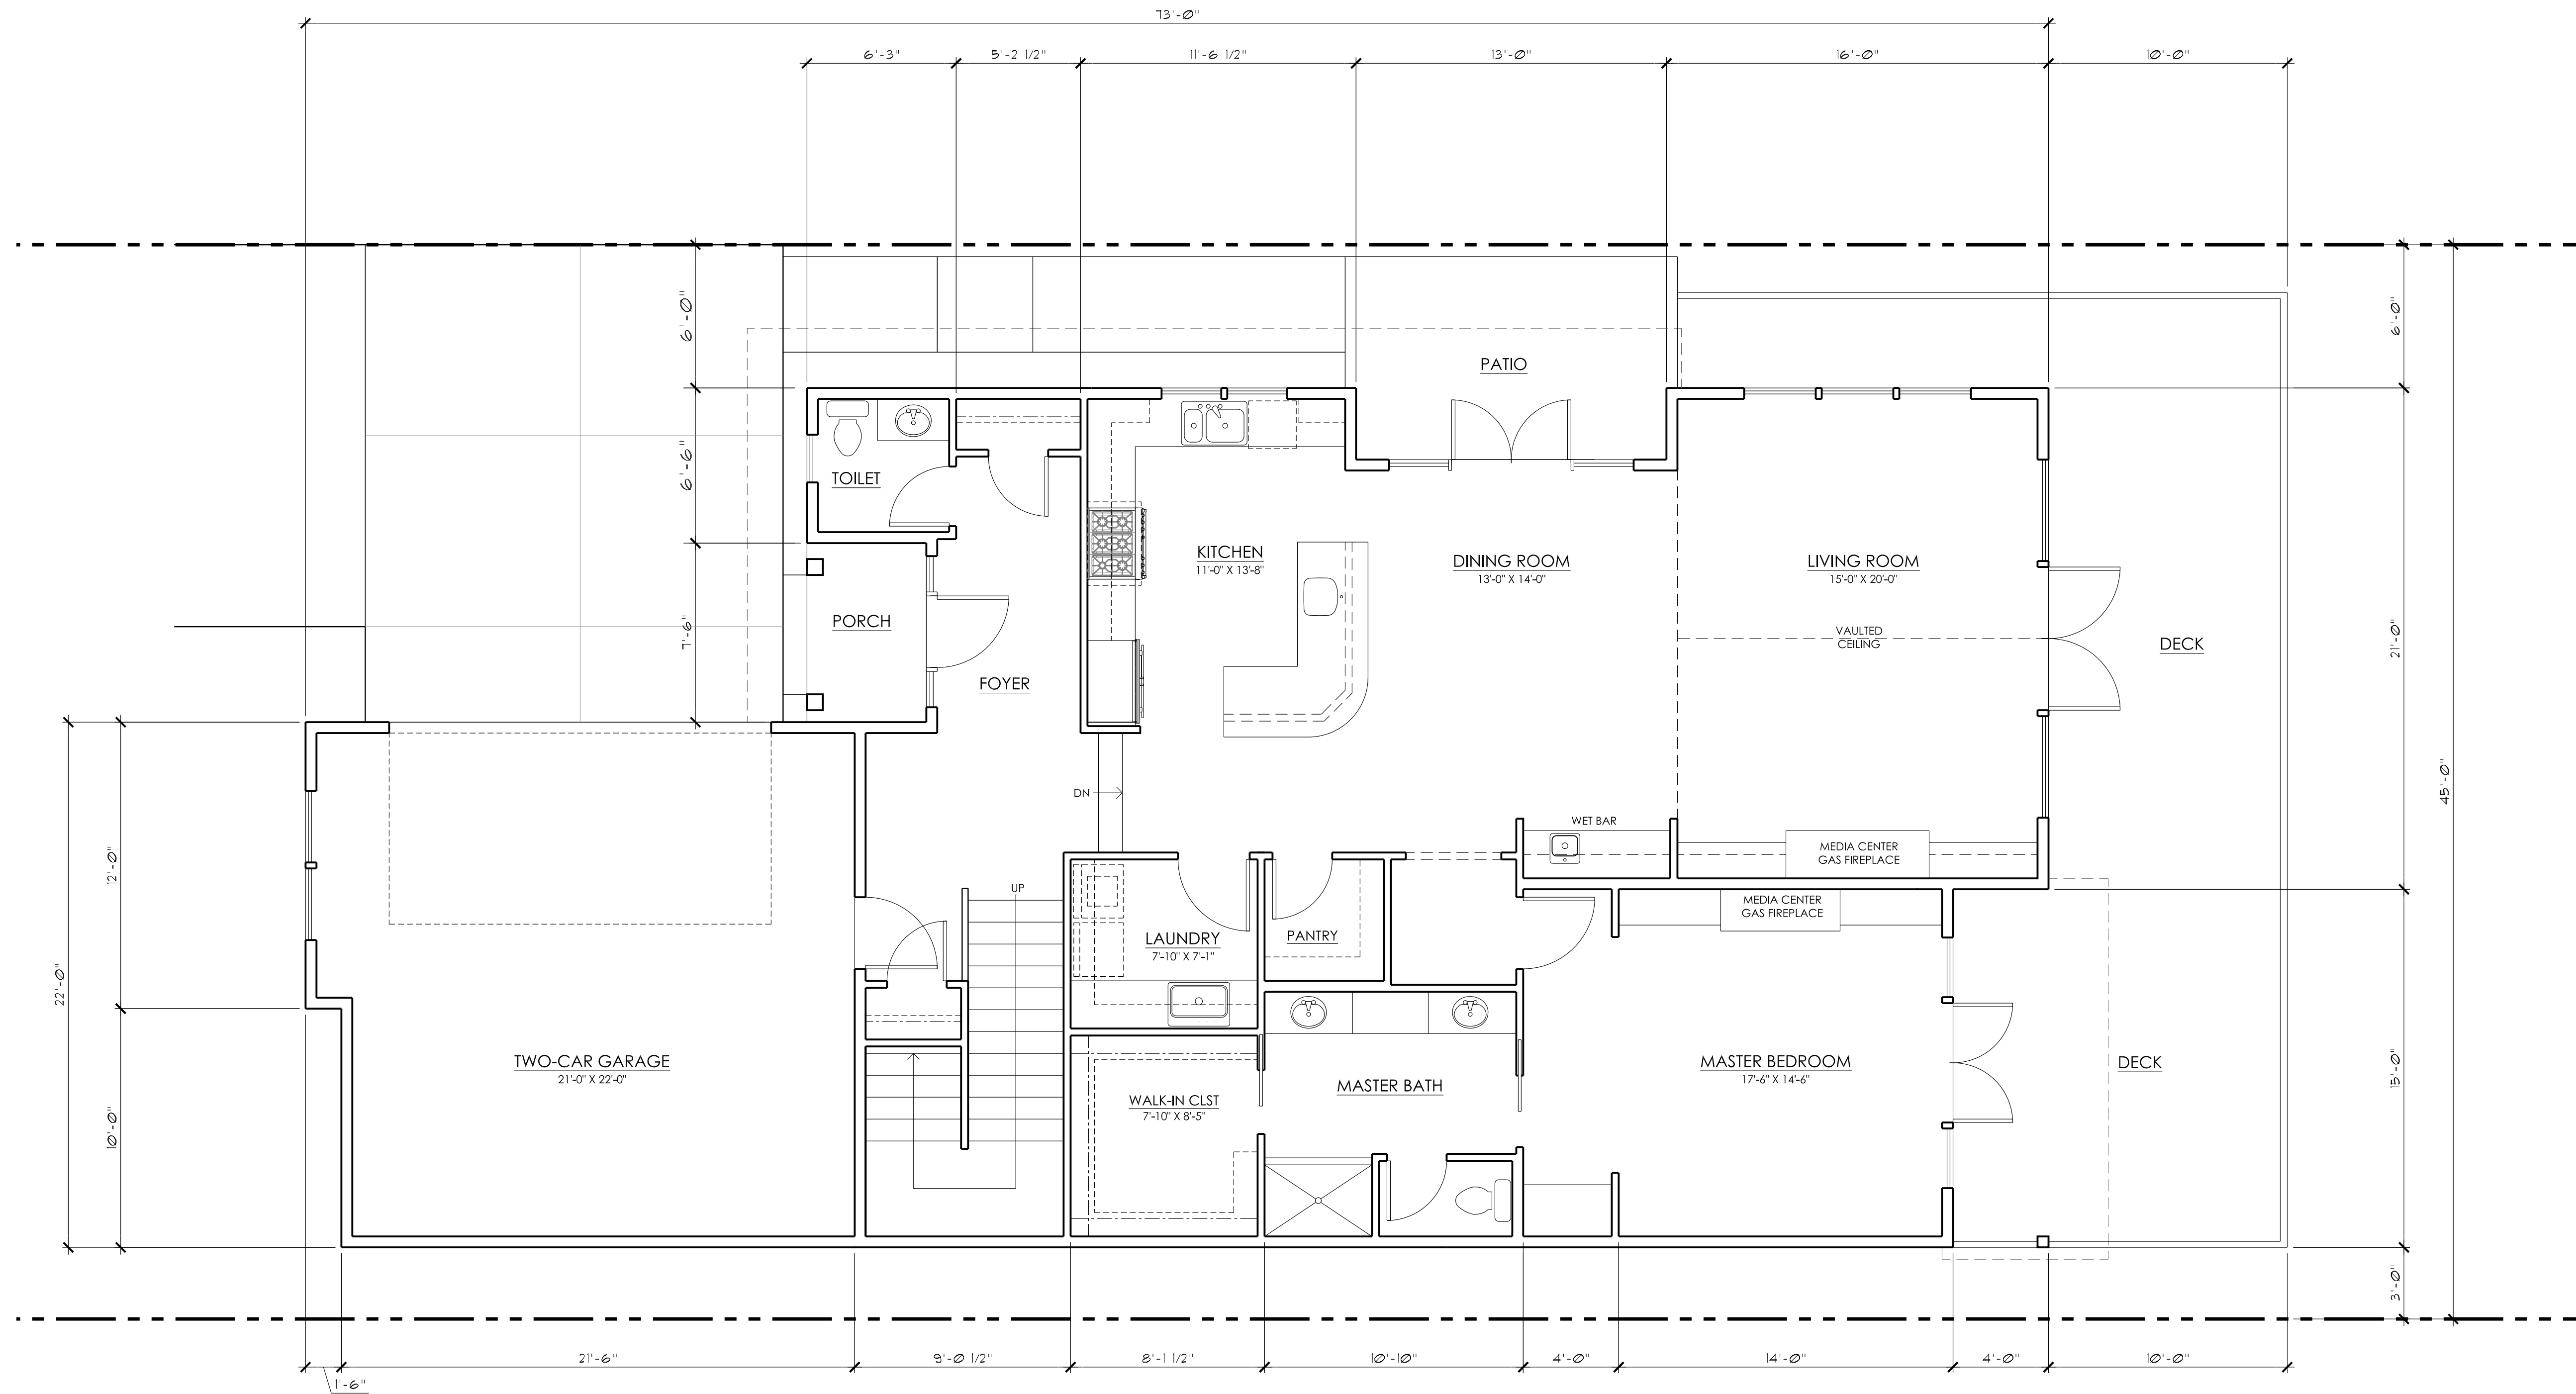 73'-0"
6'-3"
5'-2 1/2"
11'-6 1/2"
13'-0"
16'-0"
10'-0"
6'-0"
6'-0"
PATIO
6'-6"
TOILET
KITCHEN
11'-0" X 13'-8"
DINING ROOM
13'-0" X 14'-0"
LIVING ROOM
15'-0" X 20'-0"
7'-6"
PORCH
VAULTED
CEILING
DECK
21'-0"
FOYER
45'-0"
DN
WET BAR
12'-0"
MEDIA CENTER
GAS FIREPLACE
UP
MEDIA CENTER
GAS FIREPLACE
LAUNDRY
7'-10" X 7'-1"
PANTRY
22'-0"
TWO-CAR GARAGE
21'-0" X 22'-0"
MASTER BEDROOM
17'-6" X 14'-6"
DECK
15'-0"
MASTER BATH
WALK-IN CLST
7'-10" X 8'-5"
10'-0"
3'-0"
21'-6"
9'-0 1/2"
8'-1 1/2"
10'-10"
4'-0"
14'-0"
4'-0"
10'-0"
1'-6"